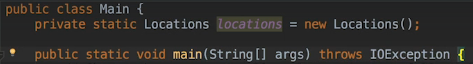 public class Main {
    private static Locations locations = new Locations();
    public static void main(String[] args) throws IOException {